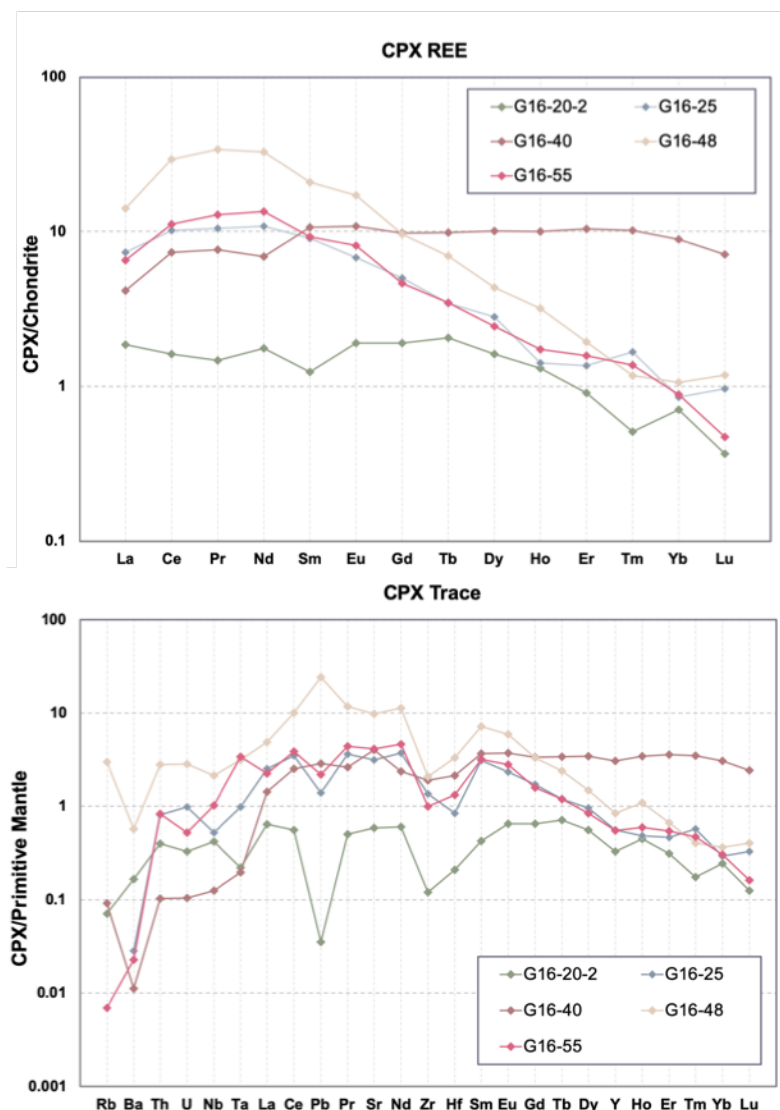 CPX REE
100
10
1
0.1
CPX/Chondrite
G16-20-2 G16-25
G16-40 G16-48
G16-55
La Ce Pr Nd Sm Eu Gd Tb Dy Ho Er Tm Yb Lu
CPX Trace
100
10
1
0.1
0.01
0.001
CPX/Primitive Mantle
G16-20-2 G16-25
G16-40 G16-48
G16-55
Rb Ba Th U Nb Ta La Ce Pb Pr Sr Nd Zr Hf Sm Eu Gd Tb Dy Y Ho Er Tm Yb Lu